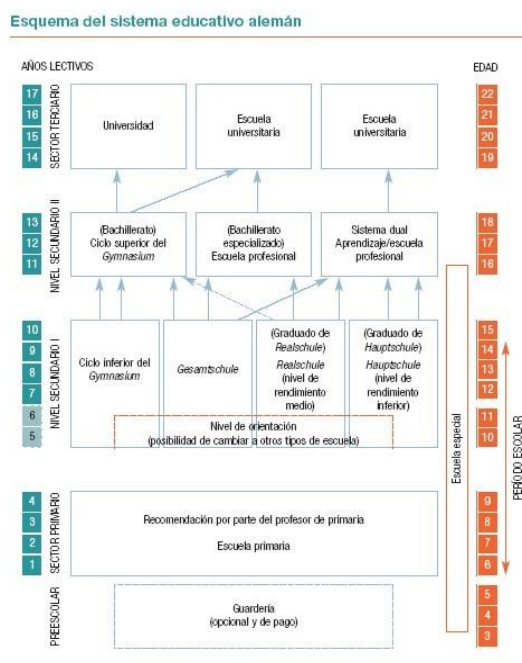 Esquema del sistema educativo alemán
AÑOS LECTIVOS
EDAD
17
16
15
14
SECTOR TERCIARIO
Universidad
Escuela
universitaria
Escuela
universitaria
22
21
20
19
13
12
11
NIVEL SECUNDARIO II
(Bachillerato)
Ciclo superior del
Gymnasium
(Bachillerato
especializado)
Escuela profesional
Sistema dual
Aprendizaje/escuela
profesional
18
17
16
10
9
8
7
6
5
NIVEL SECUNDARIO I
Ciclo inferior del
Gymnasium
Gesamtschule
(Graduado de
Realschule)
Realschule
(nivel de
rendimiento
medio)
(Graduado de
Hauptschule)
Hauptschule
(nivel de
rendimiento
inferior)
Nivel de orientación
(posibilidad de cambiar a otros tipos de escuela)
15
14
13
12
11
10
Escuela especial
PERÍODO ESCOLAR
4
3
2
1
SECTOR PRIMARIO
Recomendación por parte del profesor de primaria
Escuela primaria
9
8
7
6
PREESCOLAR
Guardería
(opcional y de pago)
5
4
3